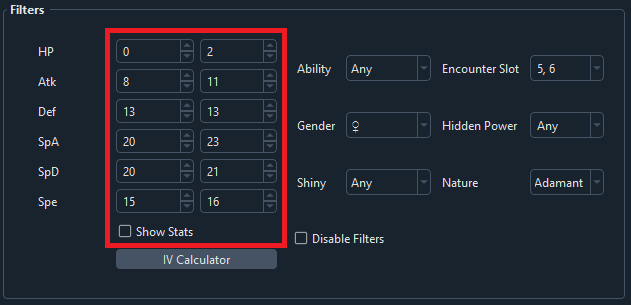 Filters
HP 0 2
Atk 8 11
Def 13 13
SpA 20 23
SpD 20 21
Spe 15 16
Show Stats
IV Calculator
Ability Any Encounter Slot 5, 6
Gender ♀ Hidden Power Any
Shiny Any Nature Adamant
Disable Filters